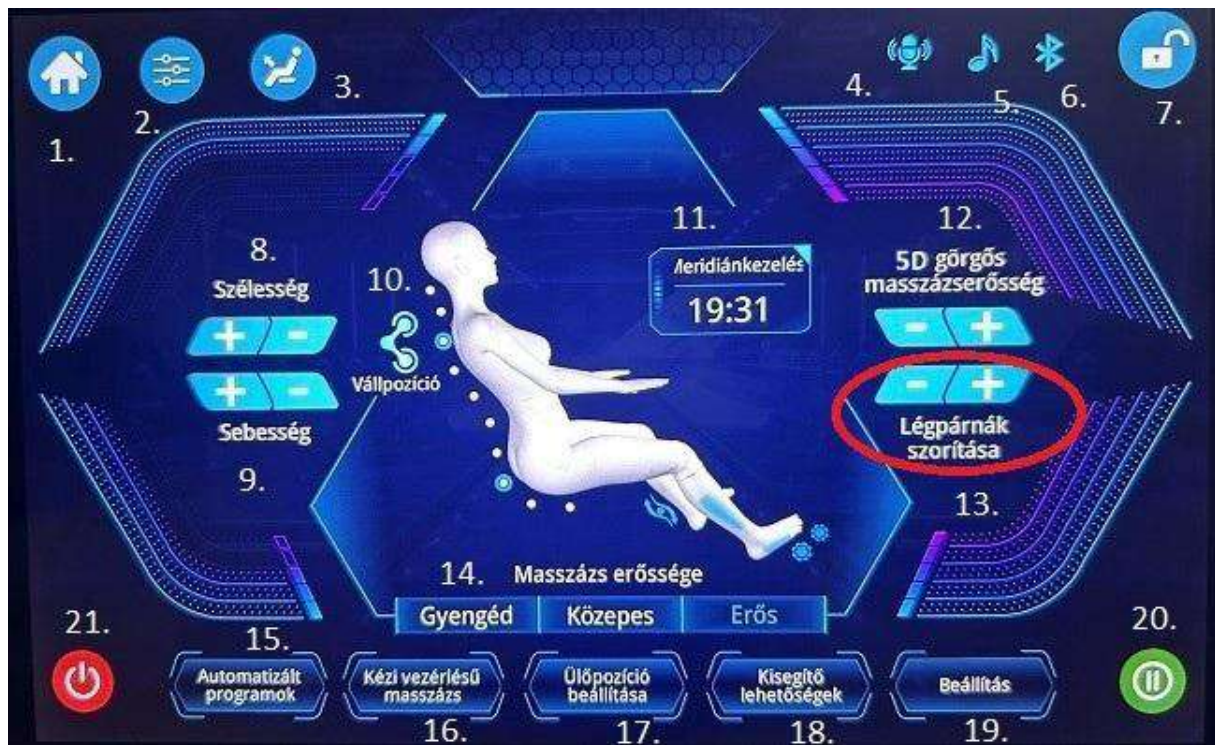 1.
2.
3.
4.
5.
6.
7.
8.
Szélesség
+ -
+ -
Sebesség
9.
10.
Vállpozíció
11.
Meridiánkezelés
19:31
12.
5D görgős
masszázserősség
- +
- +
Légpárnák
szorítása
13.
14. Masszázs erőssége
Gyengéd Közepes Erős
21.
15.
20.
Automatizált
programok
Kézi vezérlésű
masszázs
Ülőpozíció
beállítása
Kisegítő
lehetőségek
Beállítás
16.
17.
18.
19.